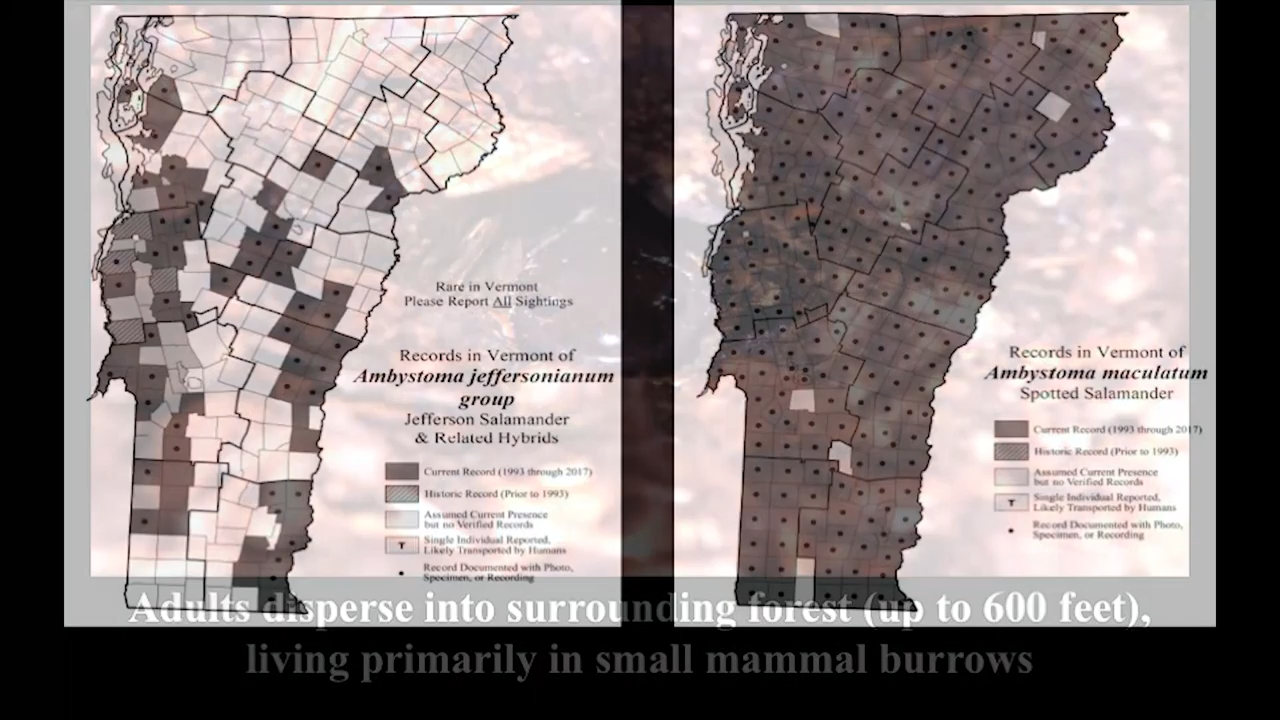 Rare in Vermont
Please Report All Sightings
Records in Vermont of
Ambystoma jeffersonianum
group
Jefferson Salamander
& Related Hybrids
Current Record (1993 through 2017)
Historic Record (Prior to 1993)
Assumed Current Presence
but no Verified Records
T
Single Individual Reported,
Likely Transported by Humans
Record Documented with Photo,
Specimen, or Recording
Records in Vermont of
Ambystoma maculatum
Spotted Salamander
Current Record (1993 through 2017)
Historic Record (Prior to 1993)
Assumed Current Presence
but no Verified Records
T
Single Individual Reported,
Likely Transported by Humans
Record Documented with Photo,
Specimen, or Recording
Adults disperse into surrounding forest (up to 600 feet),
living primarily in small mammal burrows